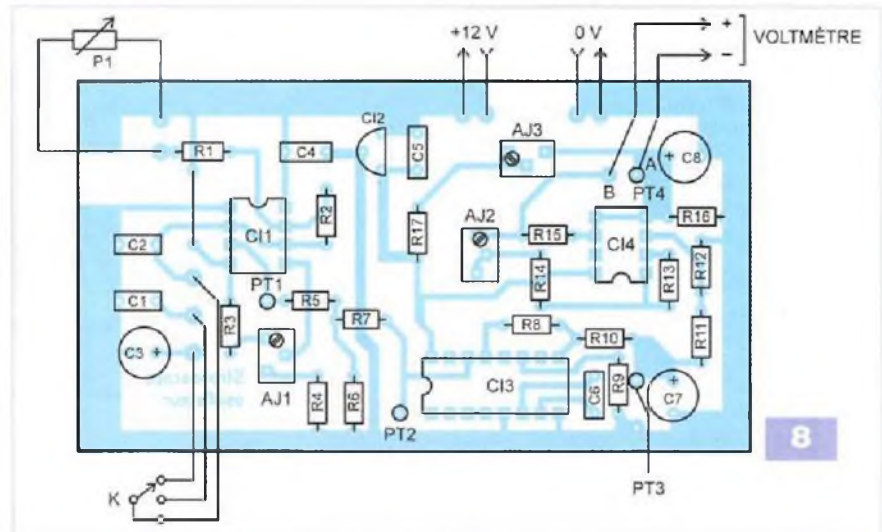 P1
+12 V
0 V
+
–
VOLTMÈTRE
CI2
AJ3
R1
C4
C5
A
C8
B
PT4
R16
CI1
R2
R17
AJ2
R15
CI4
R12
C2
R14
R13
PT1
R5
C1
R3
R7
R8
R10
R11
C3
+
AJ1
R4
R6
CI3
C6
R9
+
C7
PT2
8
K
PT3